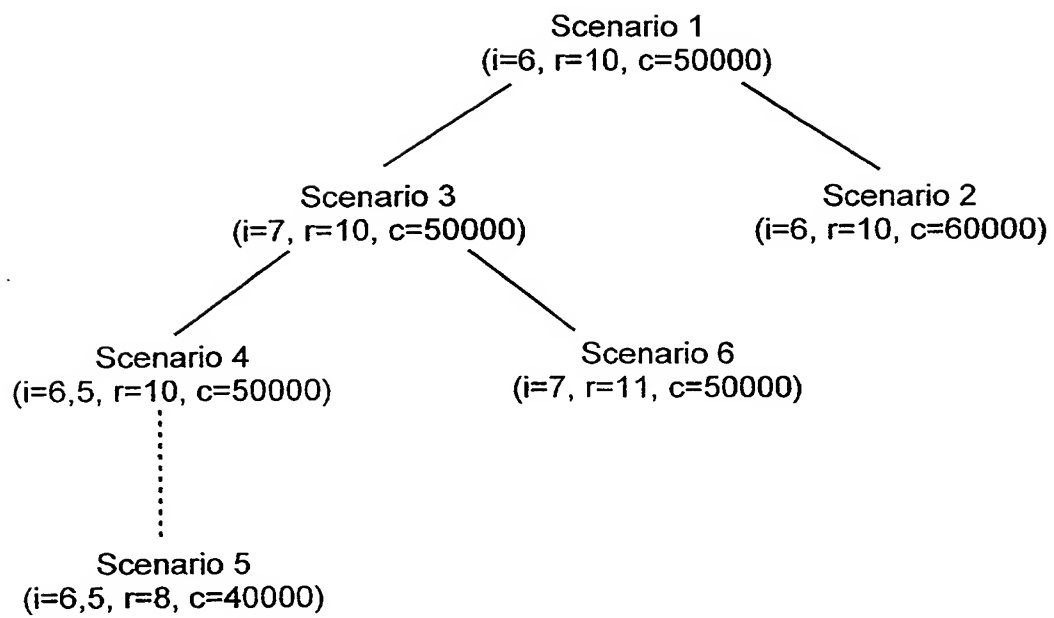 Scenario 1
(i=6, r=10, c=50000)
Scenario 3
(i=7, r=10, c=50000)
Scenario 2
(i=6, r=10, c=60000)
Scenario 4
(i=6,5, r=10, c=50000)
Scenario 6
(i=7, r=11, c=50000)
Scenario 5
(i=6,5, r=8, c=40000)